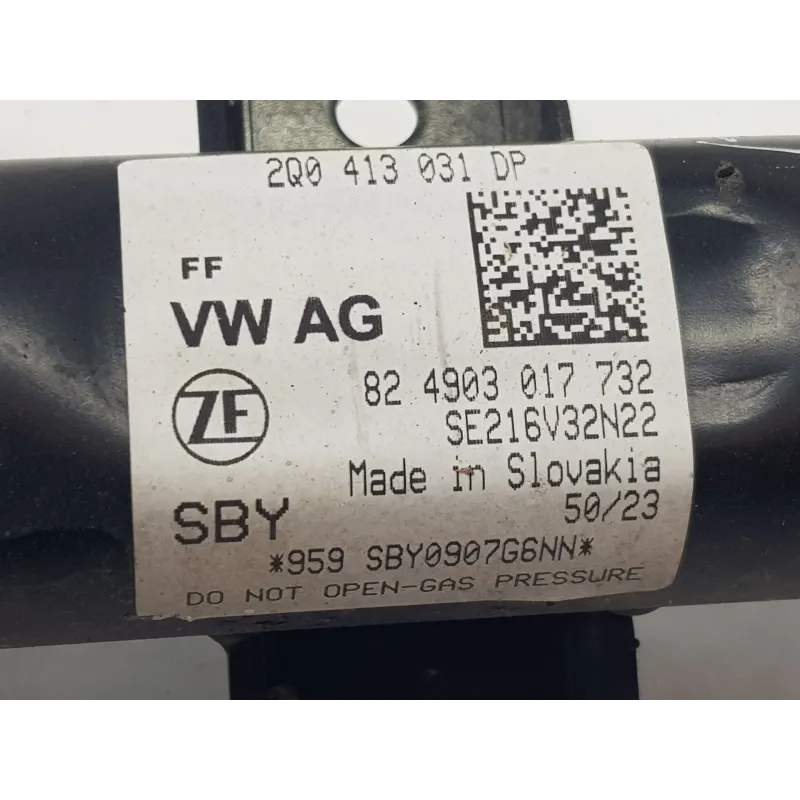 2Q0 413 031 DP
FF
VW AG
82 4903 017 732
ZF
SE216V32N22
Made in Slovakia
SBY
50/23
*959 SBY0907G6NN*
DO NOT OPEN-GAS PRESSURE